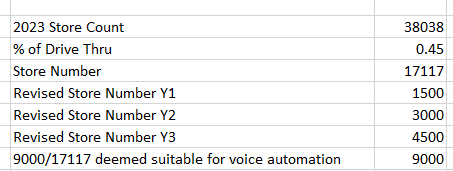 2023 Store Count 38038
% of Drive Thru 0.45
Store Number 17117
Revised Store Number Y1 1500
Revised Store Number Y2 3000
Revised Store Number Y3 4500
9000/17117 deemed suitable for voice automation 9000